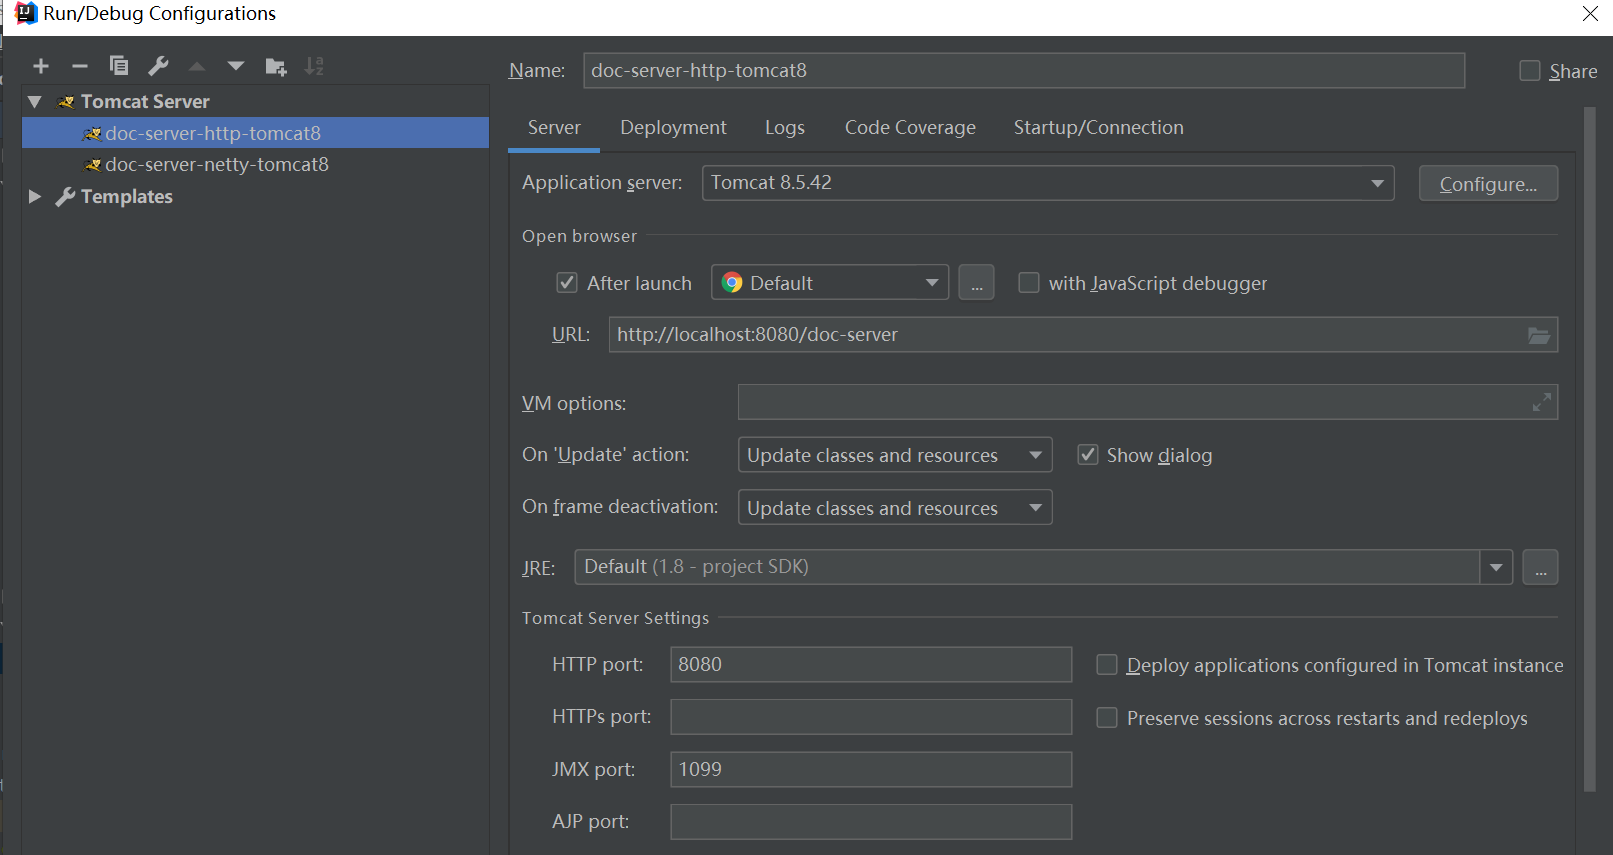 Run/Debug Configurations
Name: doc-server-http-tomcat8 Share
Tomcat Server
doc-server-http-tomcat8
doc-server-netty-tomcat8
Templates
Server Deployment Logs Code Coverage Startup/Connection
Application server: Tomcat 8.5.42 Configure...
Open browser
After launch Default ... with JavaScript debugger
URL: http://localhost:8080/doc-server
VM options:
On 'Update' action: Update classes and resources Show dialog
On frame deactivation: Update classes and resources
JRE: Default (1.8 - project SDK) ...
Tomcat Server Settings
HTTP port: 8080 Deploy applications configured in Tomcat instance
HTTPs port: Preserve sessions across restarts and redeploys
JMX port: 1099
AJP port: